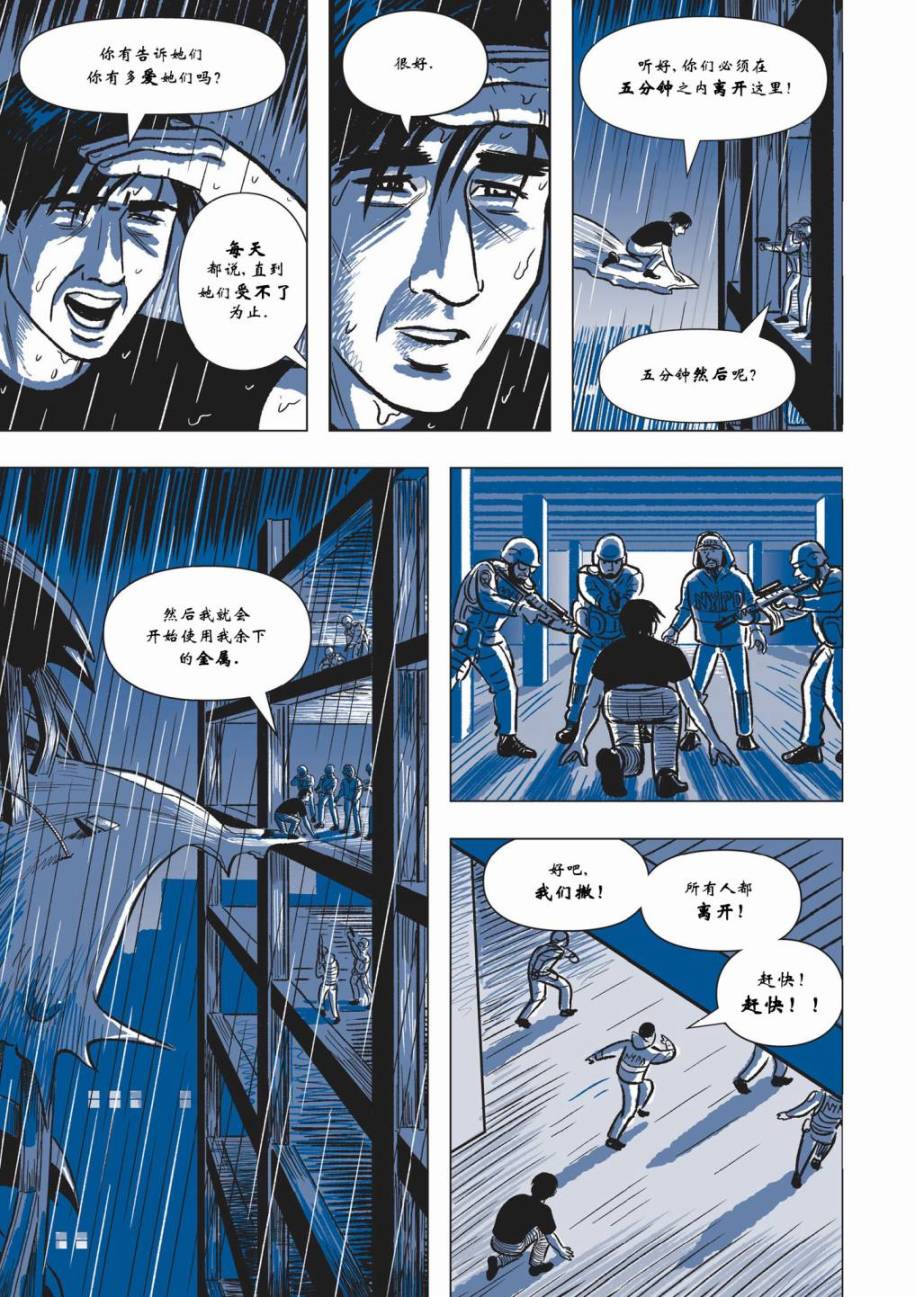 你有告诉她们
你有多爱她们吗?
每天
都说,直到
她们受不了
为止.
很好.
听好,你们必须在
五分钟之内离开这里!
五分钟然后呢?
然后我就会
开始使用我余下
的金属.
NYPD
好吧,
我们撤!
所有人都
离开!
赶快!
赶快!!
NYPD